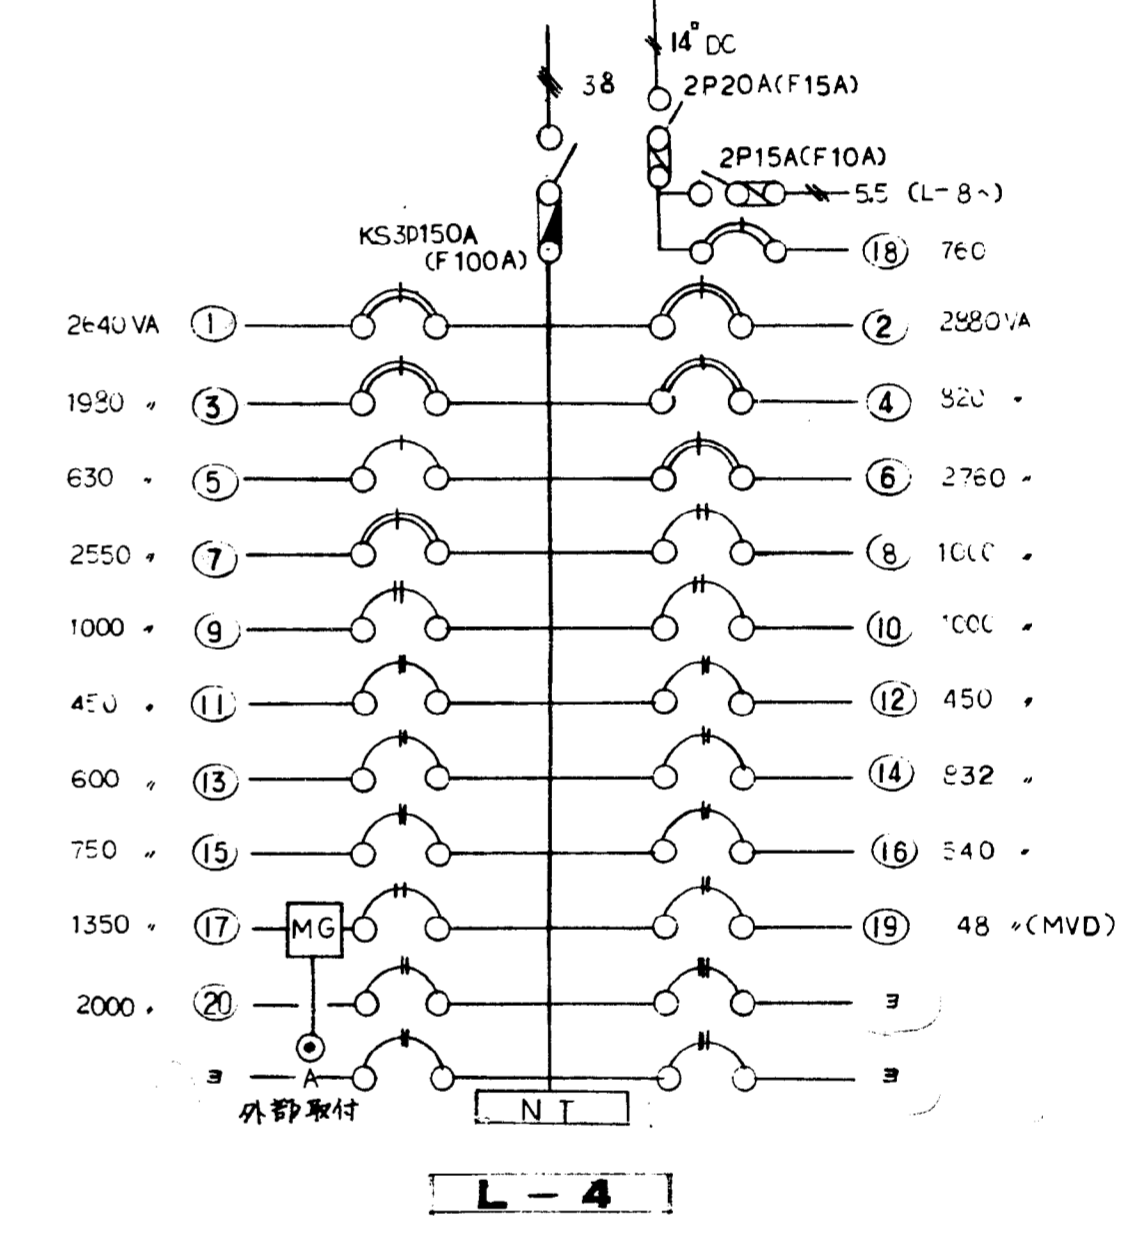 14□ DC
38
2P20A(F15A)
2P15A(F10A)
5.5 (L-8へ)
KS3P150A
(F100A)
⑱ 760
2640VA ① ② 2880VA
1980 〃 ③ ④ 〃
630 〃 ⑤ ⑥ 2760 〃
2550 〃 ⑦ ⑧ 1000 〃
1000 〃 ⑨ ⑩ 1000 〃
450 〃 ⑪ ⑫ 450 〃
600 〃 ⑬ ⑭ 〃
750 〃 ⑮ ⑯ 540 〃
1350 〃 ⑰ MG ⑲ 48 〃(MVD)
2000 〃 ⑳ ヨ
ヨ A ヨ
外部取付
NT
L-4